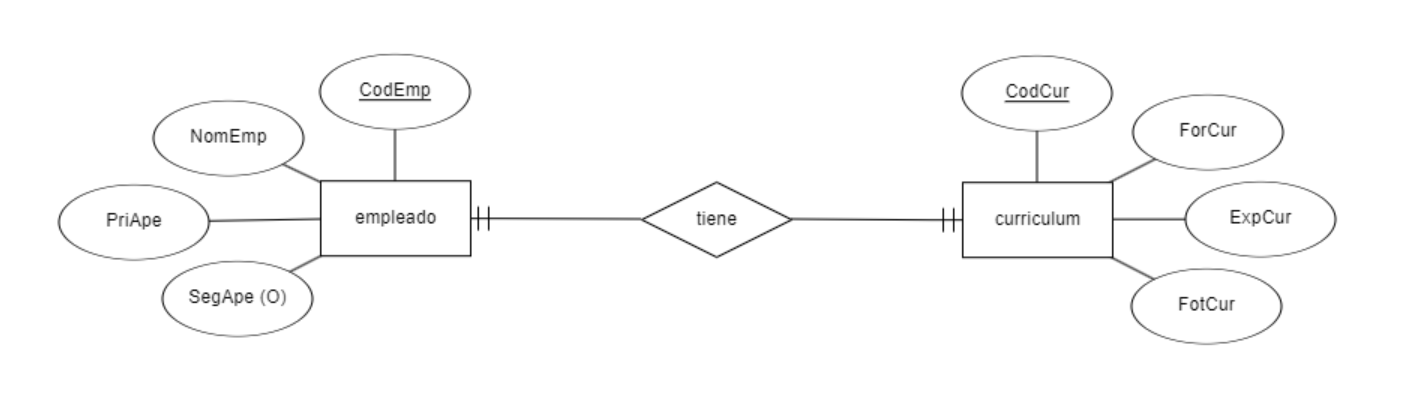 CodEmp
NomEmp
PriApe
SegApe (O)
empleado
tiene
curriculum
CodCur
ForCur
ExpCur
FotCur